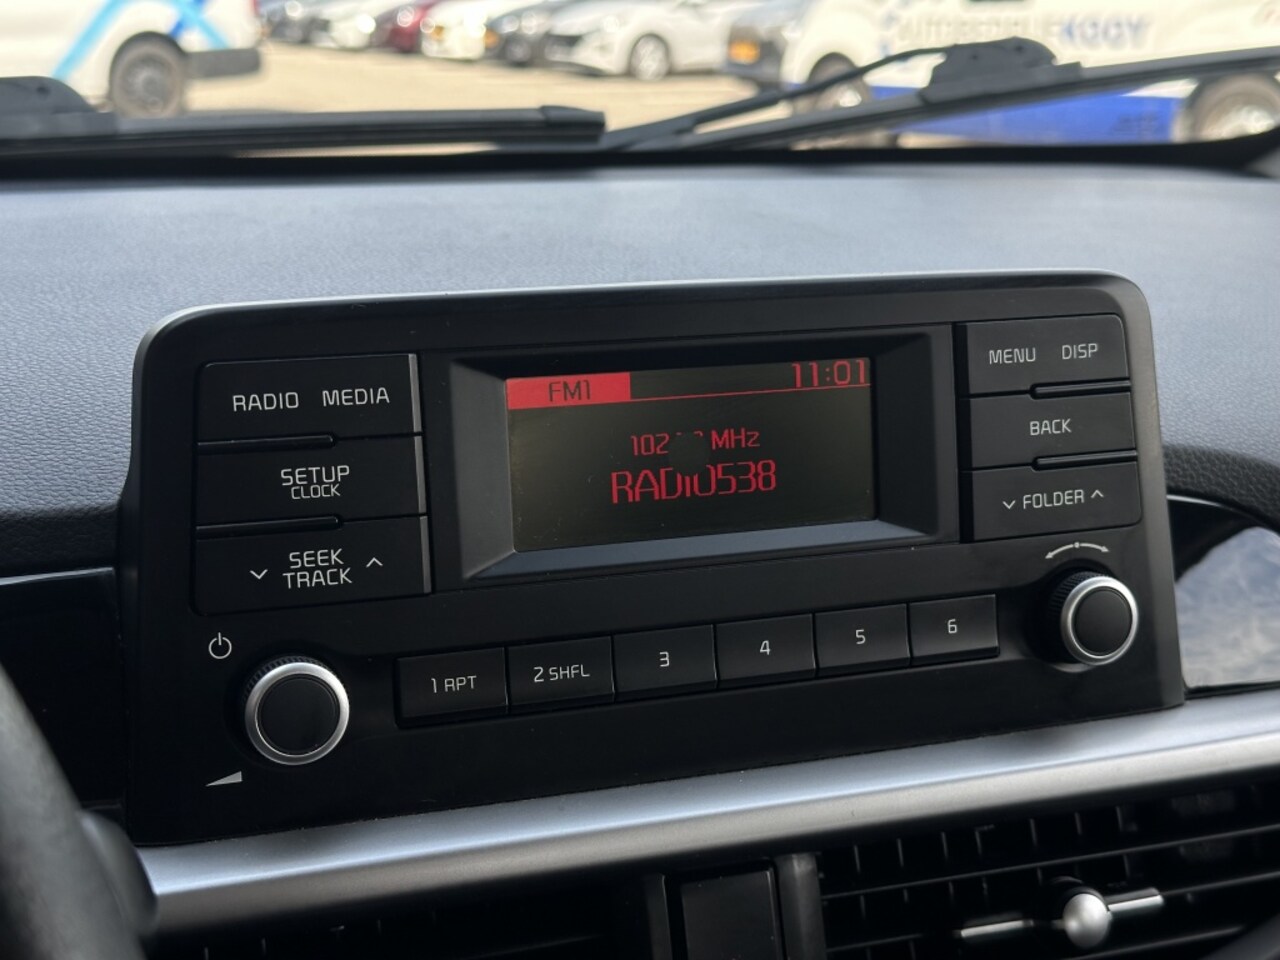 KOOY
RADIO MEDIA
SETUP
CLOCK
SEEK
TRACK
FM1
11:01
MHz
RADIO538
MENU DISP
BACK
FOLDER
1 RPT
2 SHFL
3
4
5
6